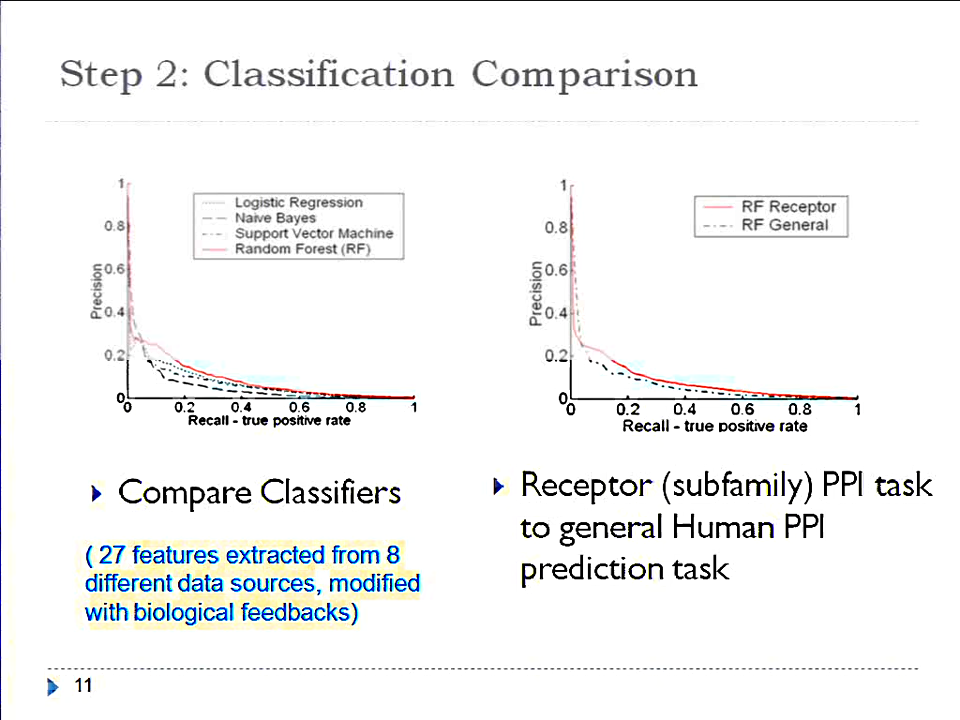 Step 2: Classification Comparison
1
0.8
0.6
0.4
0.2
0
Precision
Logistic Regression
Naive Bayes
Support Vector Machine
Random Forest (RF)
0 0.2 0.4 0.6 0.8 1
Recall - true positive rate
1
0.8
0.6
0.4
0.2
0
Precision
RF Receptor
RF General
0 0.2 0.4 0.6 0.8 1
Recall - true positive rate
Compare Classifiers
( 27 features extracted from 8
different data sources, modified
with biological feedbacks)
Receptor (subfamily) PPI task
to general Human PPI
prediction task
11